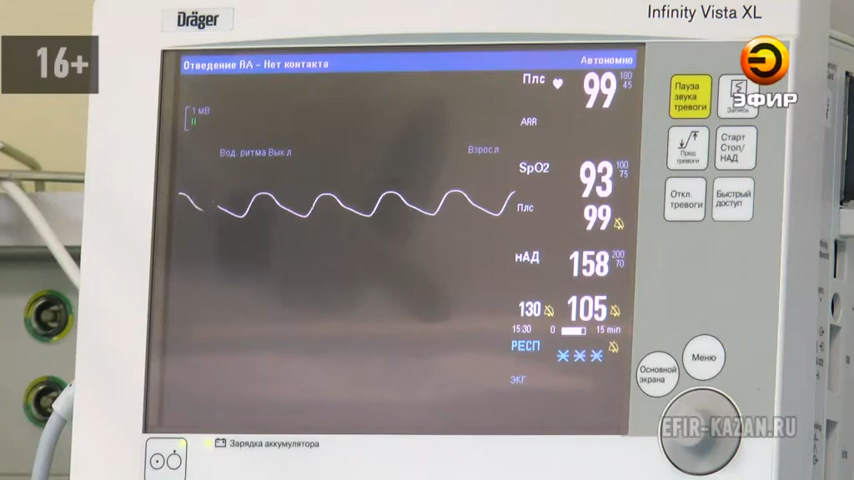 Dräger
Infinity Vista XL
16+
ЭФИР
Отведение ЛА - Нет контакта
Автономно
Плс
99
100
45
1 мВ
II
ARR
Вод. ритма Выкл
Взросл
SpO2
93
100
75
Плс
99
нАД
158
200
70
130
105
15:30
0
15 min
РЕСП
ЭКГ
Пауза
звука
тревоги
Запись
Пред
тревоги
Старт
Стоп/
НАД
Откл.
тревоги
Быстрый
доступ
Основной
экрана
Меню
Зарядка аккумулятора
EFIR-KAZAN.RU